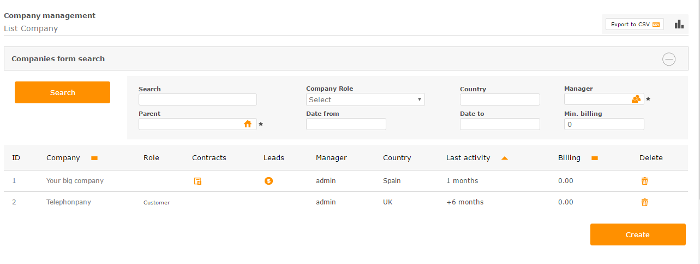 Company management
List Company
Export to CSV
Companies form search
Search
Search Company Role Country Manager
Select
Parent Date from Date to Min. billing
* *
0
ID Company Role Contracts Leads Manager Country Last activity Billing Delete
1 Your big company admin Spain 1 months 0.00
2 Telephonpany Customer admin UK +6 months 0.00
Create